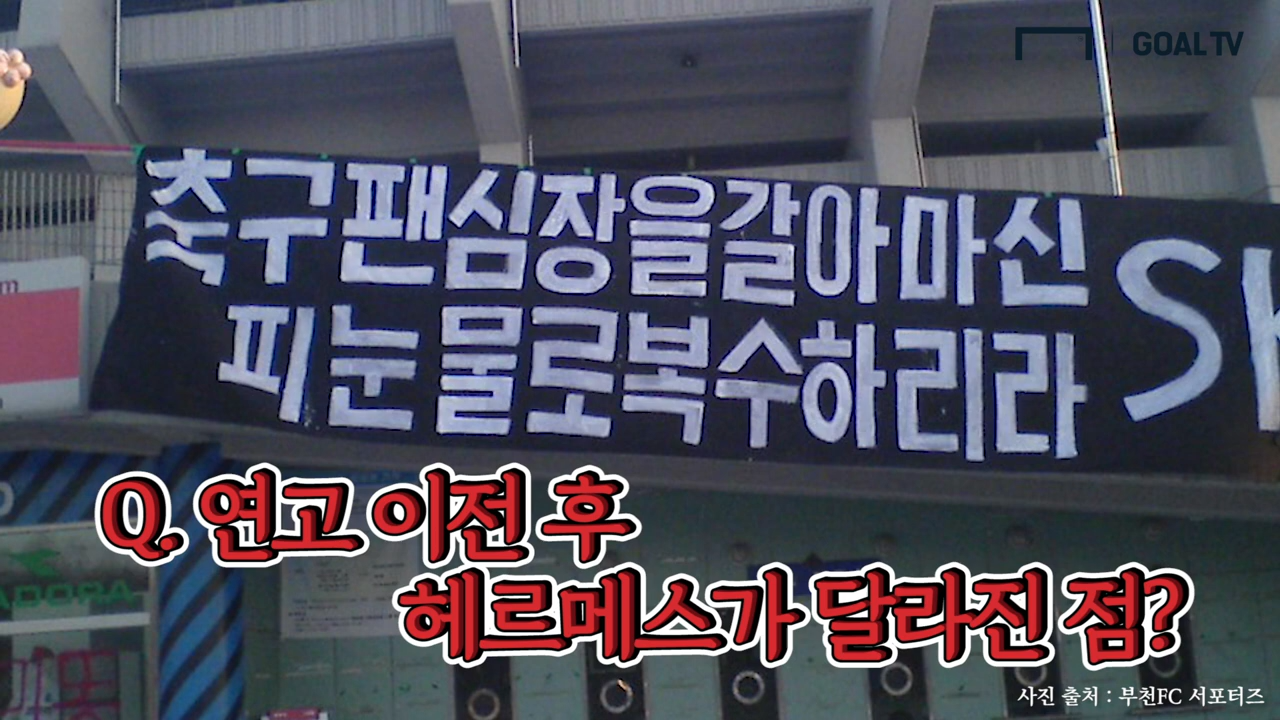 GOAL TV
축구팬심장을갈아마신 SK
피눈물로복수하리라
Q. 연고 이전 후
헤르메스가 달라진 점?
사진 출처 : 부천FC 서포터즈